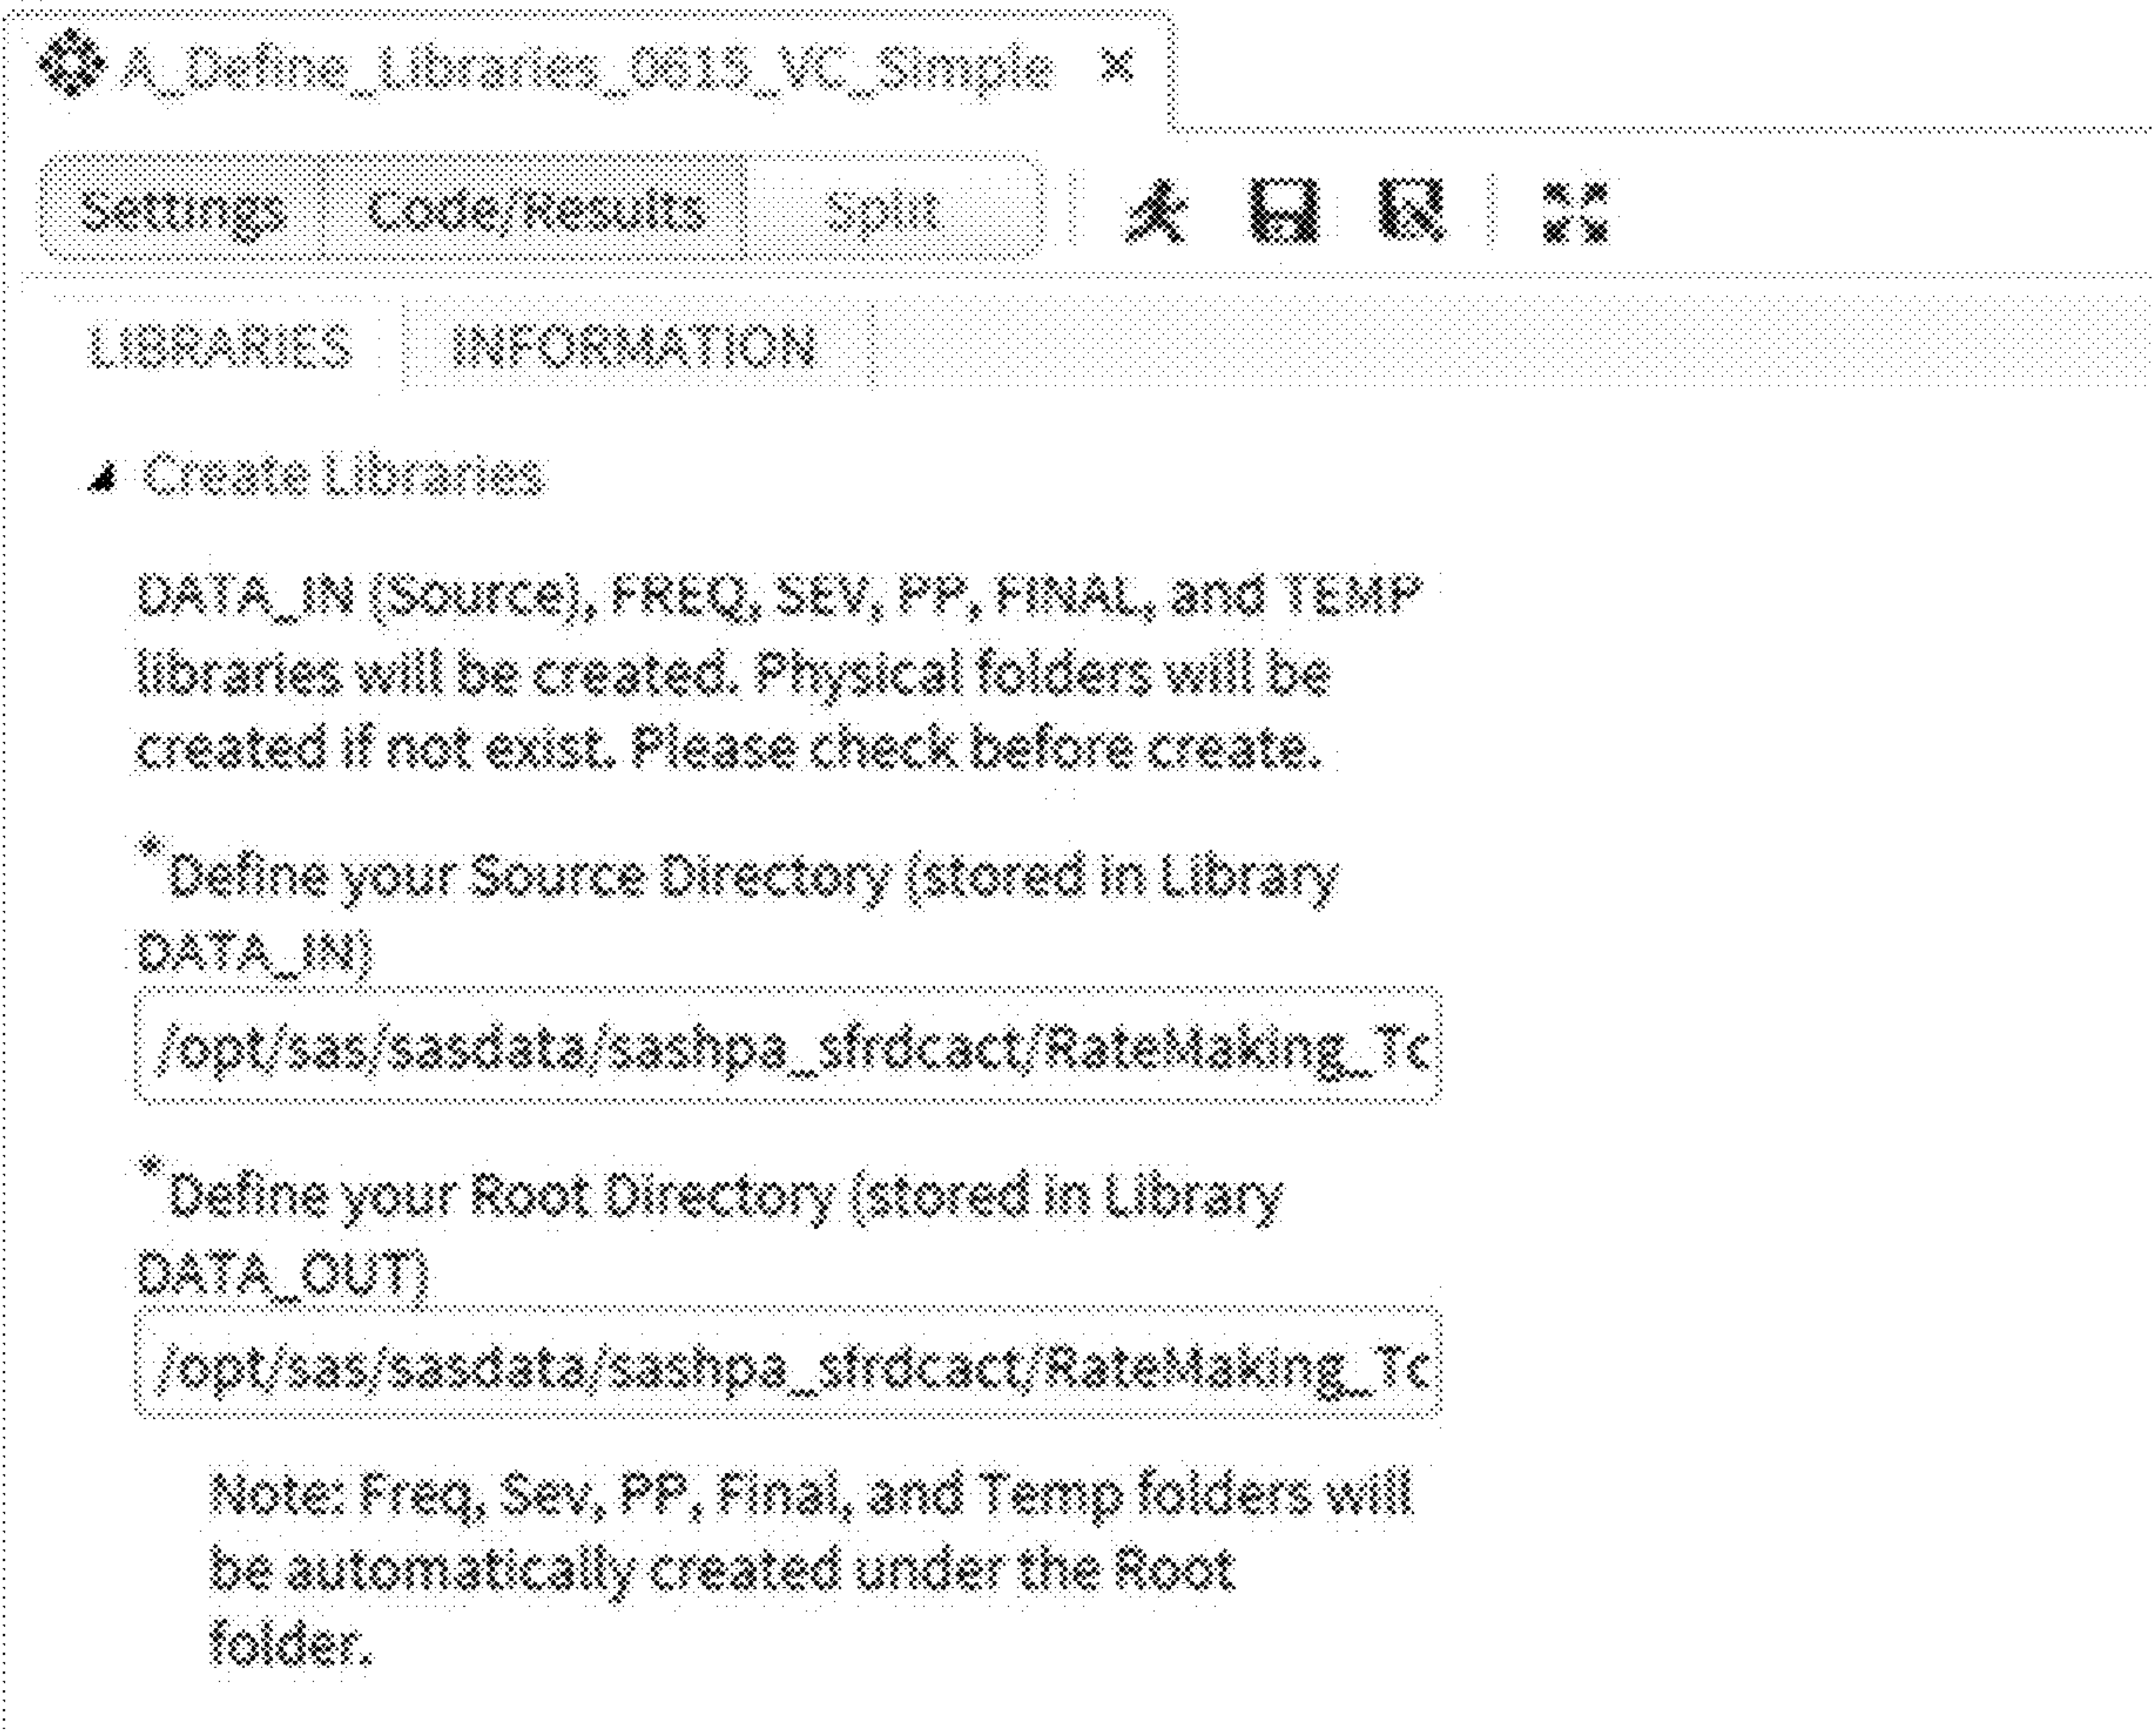 A_Define_Libraries_0615_VC_Simple ×
Settings Code/Results Split
LIBRARIES INFORMATION
Create Libraries
DATA_IN (Source), FREQ, SEV, PP, FINAL, and TEMP
libraries will be created. Physical folders will be
created if not exist. Please check before create.
*Define your Source Directory (stored in Library
DATA_IN)
/opt/sas/sasdata/sashpa_sfrdcact/RateMaking_To
*Define your Root Directory (stored in Library
DATA_OUT)
/opt/sas/sasdata/sashpa_sfrdcact/RateMaking_To
Note: Freq, Sev, PP, Final, and Temp folders will
be automatically created under the Root
folder.